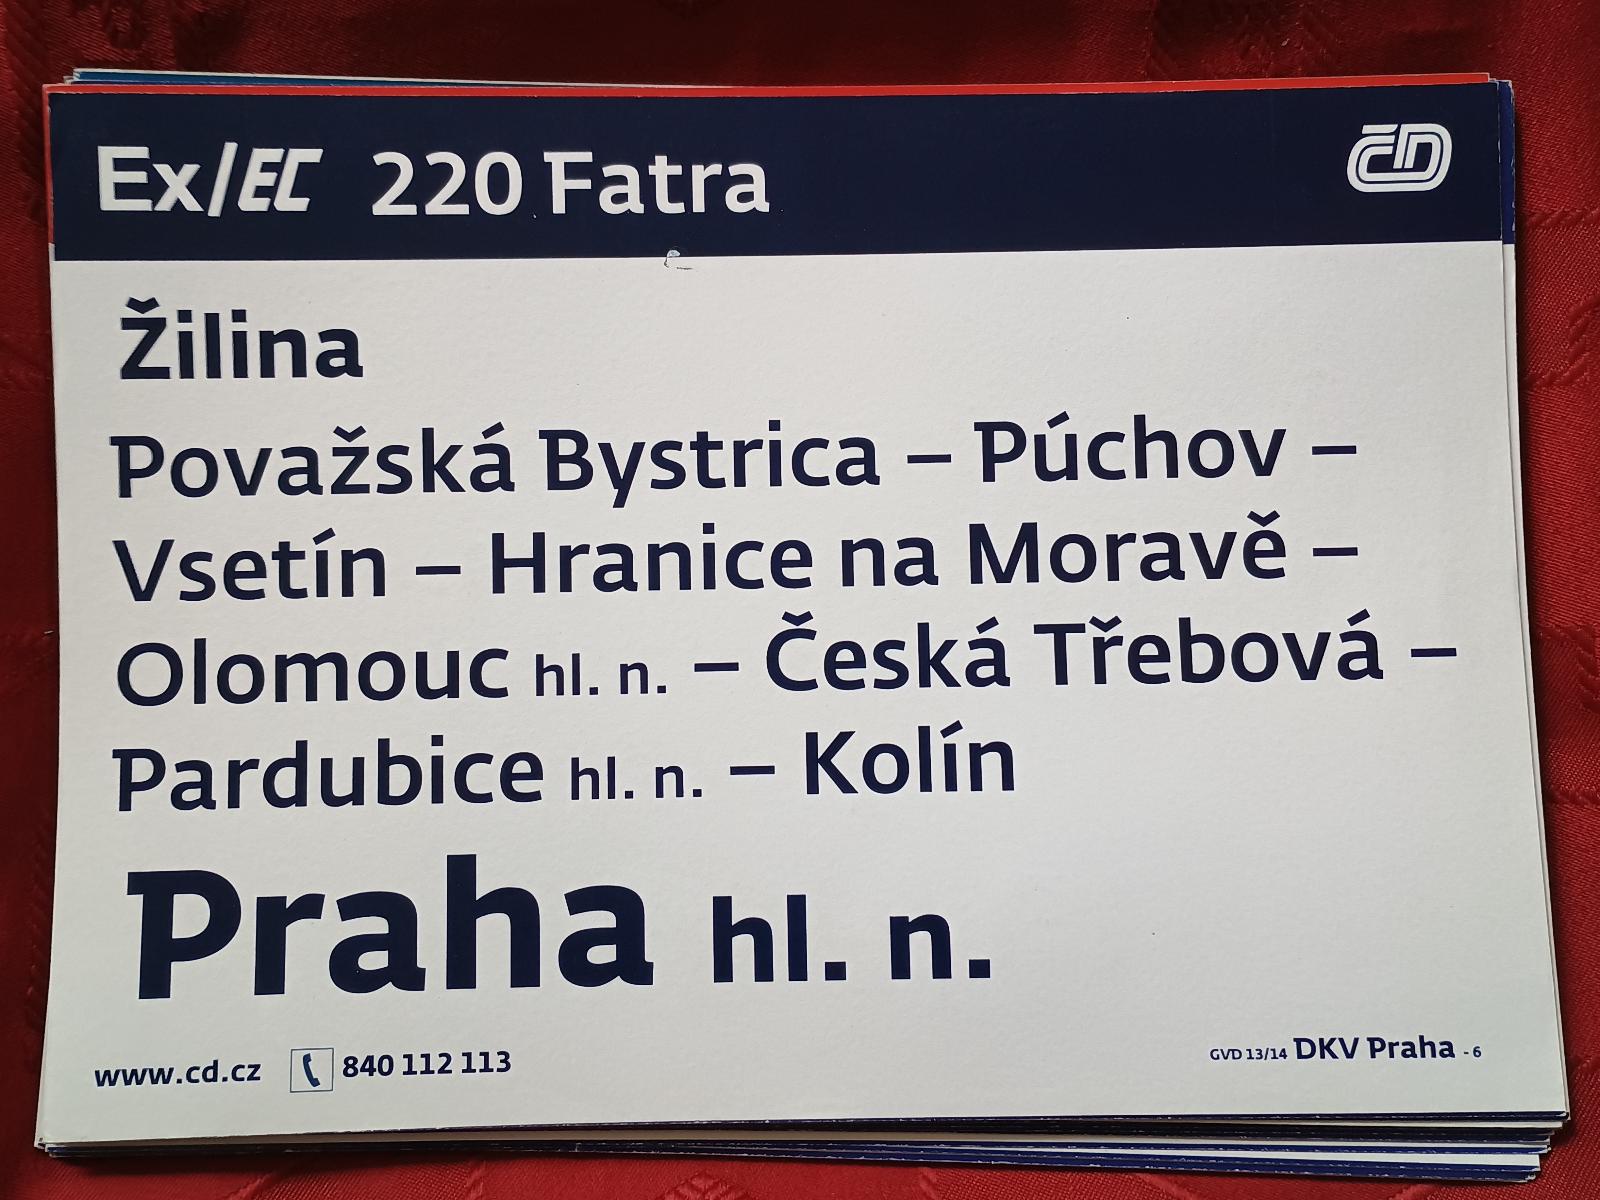 Ex/EC 220 Fatra
ČD
Žilina
Považská Bystrica – Púchov –
Vsetín – Hranice na Moravě –
Olomouc hl. n. – Česká Třebová –
Pardubice hl. n. – Kolín
Praha hl. n.
www.cd.cz 840 112 113
GVD 13/14 DKV Praha - 6